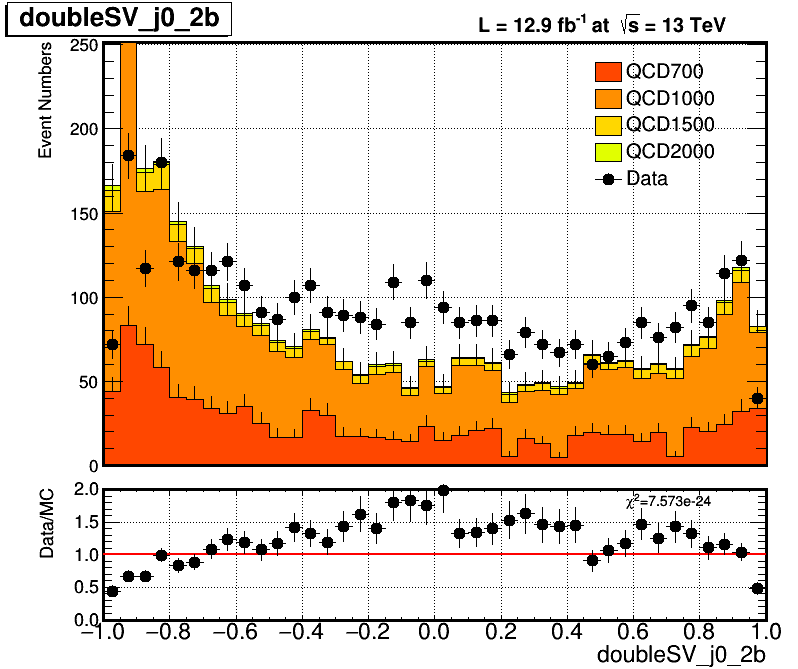 doubleSV_j0_2b
L = 12.9 fb⁻¹ at √s = 13 TeV
Event Numbers
250
200
150
100
50
0
QCD700
QCD1000
QCD1500
QCD2000
Data
Data/MC
2.0
1.5
1.0
0.5
0.0
χ²=7.573e-24
−1.0 −0.8 −0.6 −0.4 −0.2 0.0 0.2 0.4 0.6 0.8 1.0
doubleSV_j0_2b